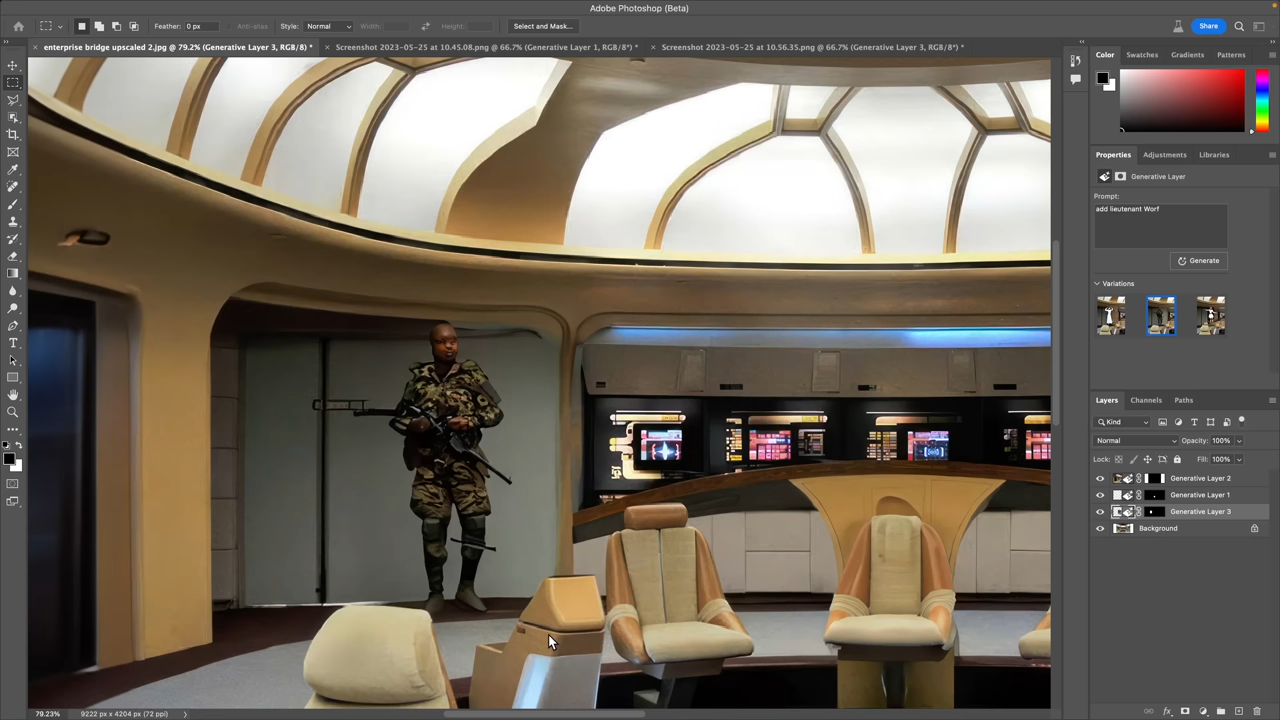 Adobe Photoshop (Beta)
Feather: 0 px Anti-alias Style: Normal Width: Height: Select and Mask... Share
enterprise bridge upscaled 2.jpg @ 79.2% (Generative Layer 3, RGB/8) * Screenshot 2023-05-25 at 10.45.08.png @ 66.7% (Generative Layer 1, RGB/8*) * Screenshot 2023-05-25 at 10.56.35.png @ 66.7% (Generative Layer 3, RGB/8*) *
Color Swatches Gradients Patterns
Properties Adjustments Libraries
Generative Layer
Prompt:
add lieutenant Worf
Generate
Variations
Layers Channels Paths
Kind
Normal Opacity: 100%
Lock: Fill: 100%
Generative Layer 2
Generative Layer 1
Generative Layer 3
Background
79.23% 9222 px x 4204 px (72 ppi)